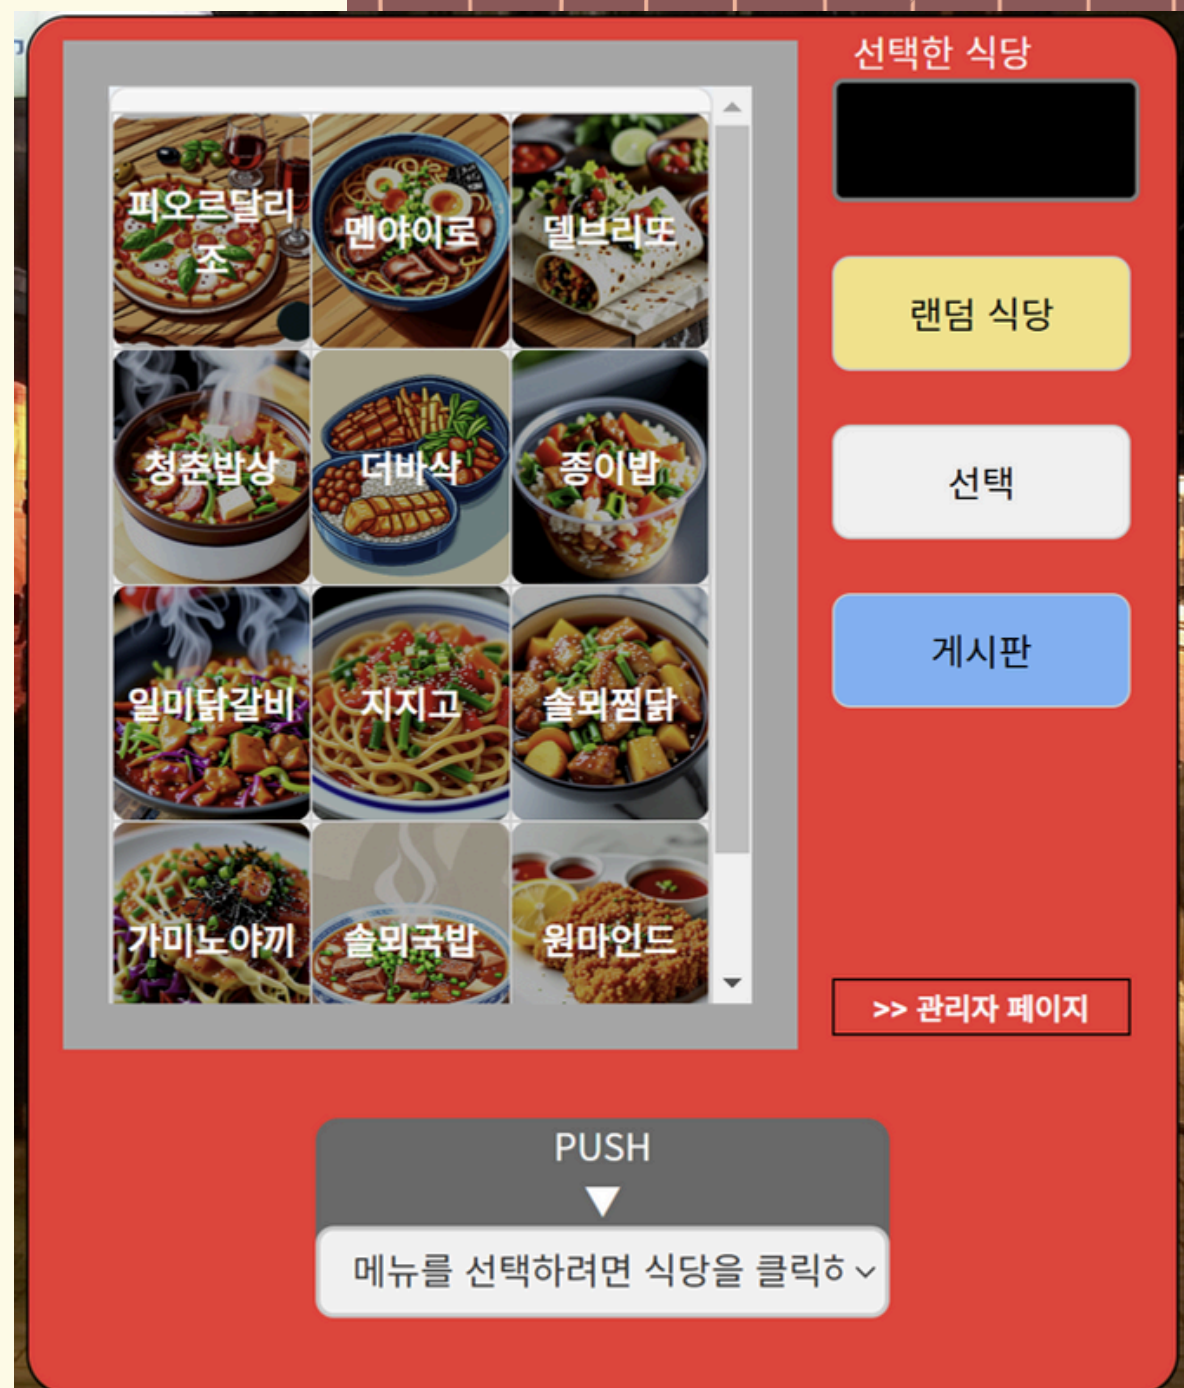 선택한 식당
피오르달리
조
멘야이로
델브리또
랜덤 식당
청춘밥상
더바삭
종이밥
선택
게시판
일미닭갈비
지지고
솔뫼찜닭
가미노야끼
솔뫼국밥
원마인드
>> 관리자 페이지
PUSH
메뉴를 선택하려면 식당을 클릭하